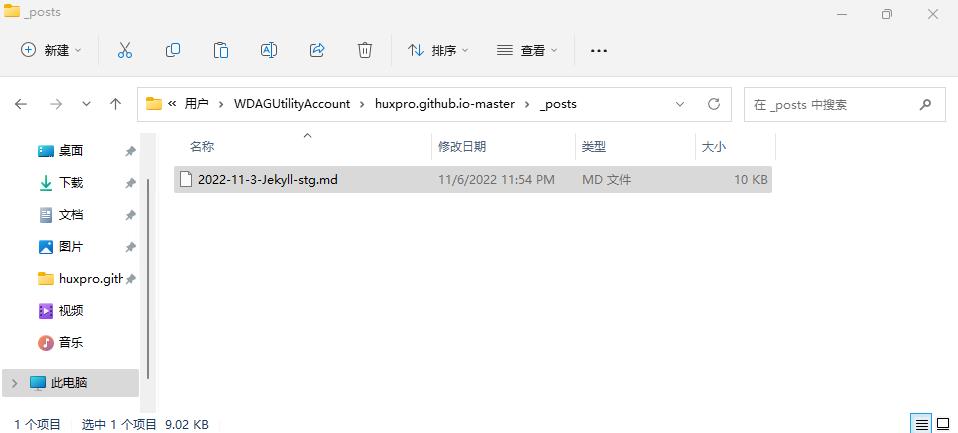 _posts
新建
排序
查看
« 用户 > WDAGUtilityAccount > huxpro.github.io-master > _posts
在 _posts 中搜索
名称 修改日期 类型 大小
2022-11-3-Jekyll-stg.md 11/6/2022 11:54 PM MD 文件 10 KB
桌面
下载
文档
图片
huxpro.gith
视频
音乐
此电脑
1 个项目 选中 1 个项目 9.02 KB